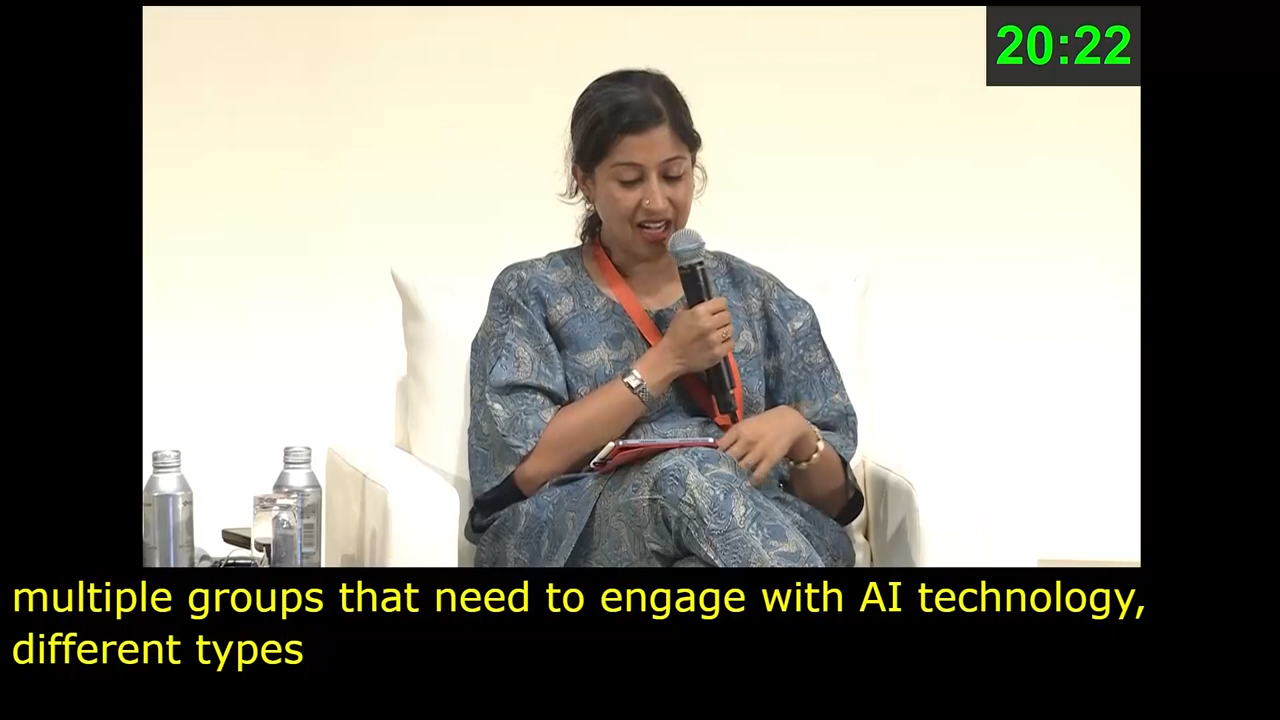 20:22
multiple groups that need to engage with AI technology,
different types